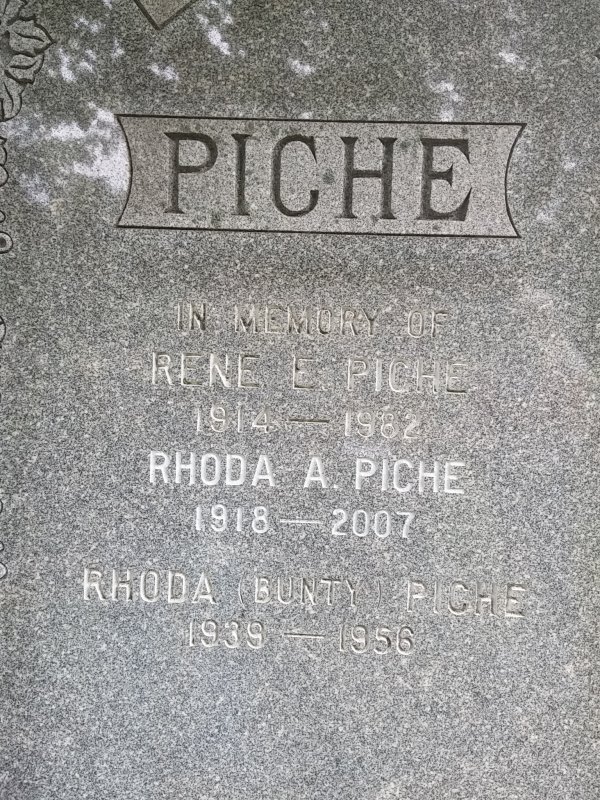 PICHE
IN MEMORY OF
RENE E. PICHE
1914 — 1982
RHODA A. PICHE
1918 — 2007
RHODA (BUNTY) PICHE
1939 — 1956